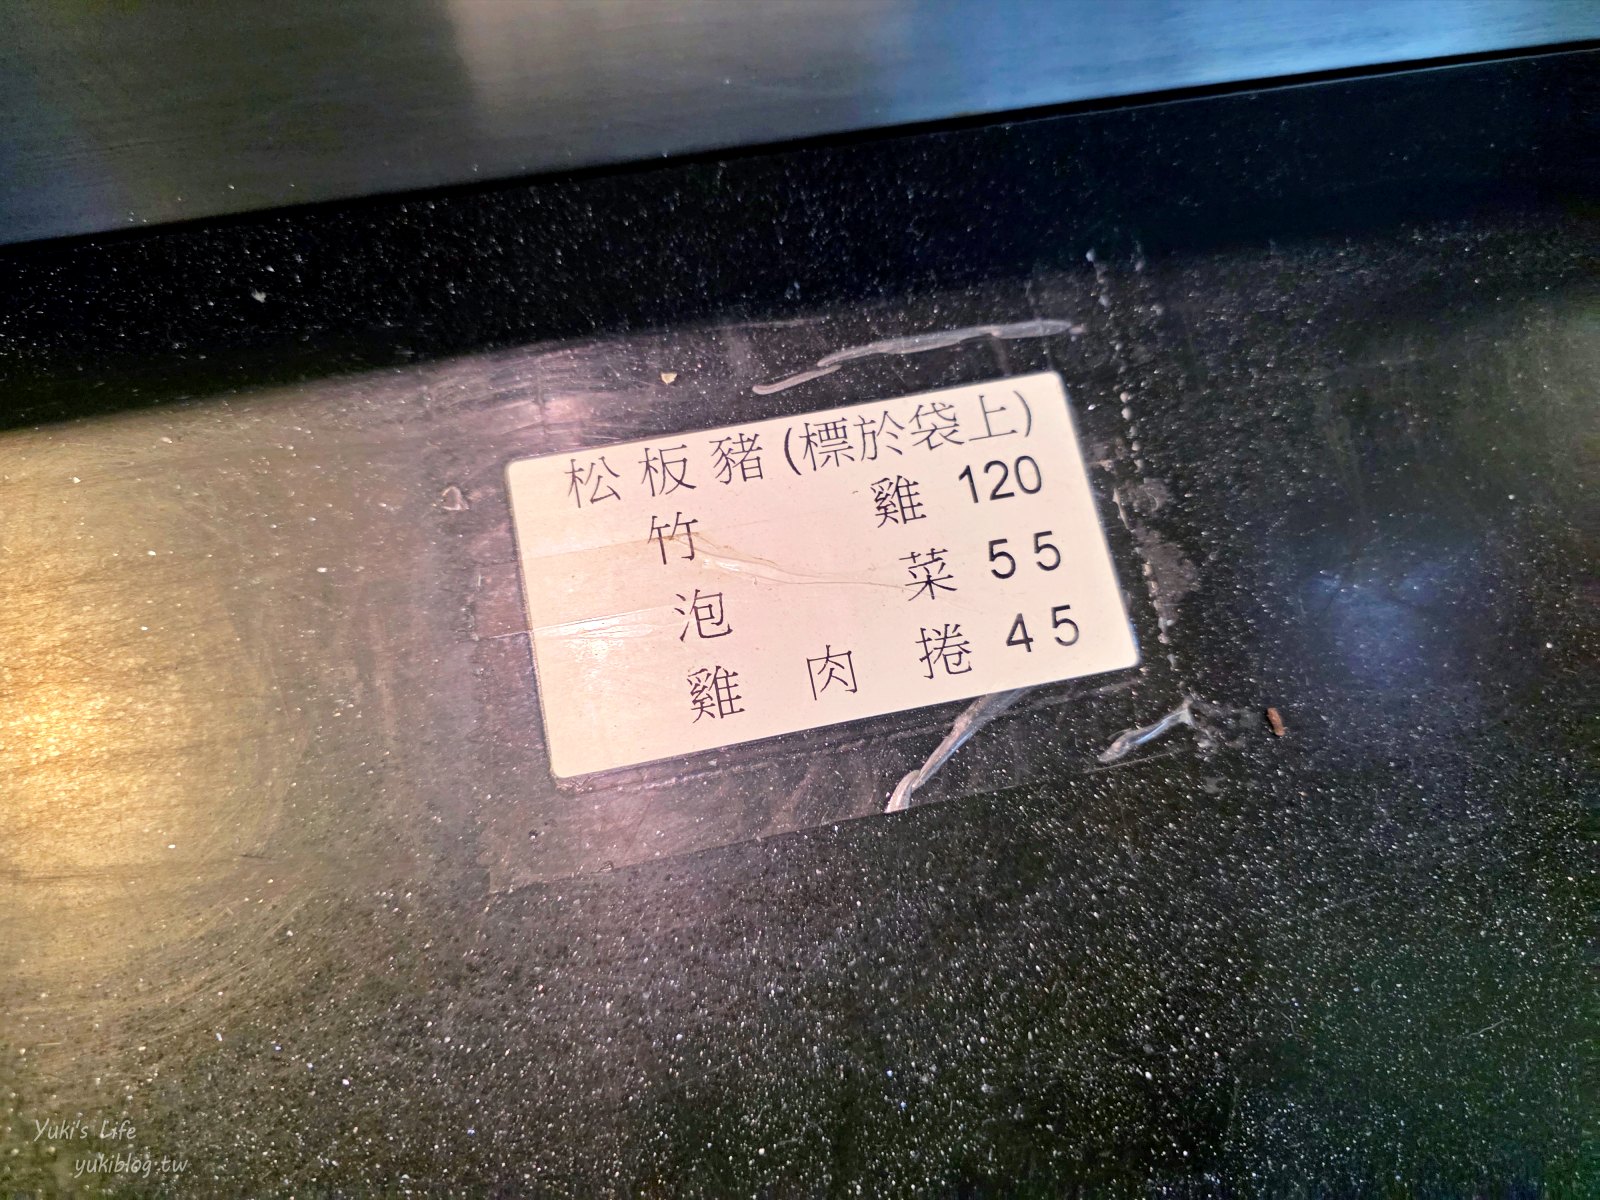 松板豬(標於袋上)
竹 雞 120
泡 菜 55
雞 肉 捲 45
Yuki's Life
yukiblog.tw